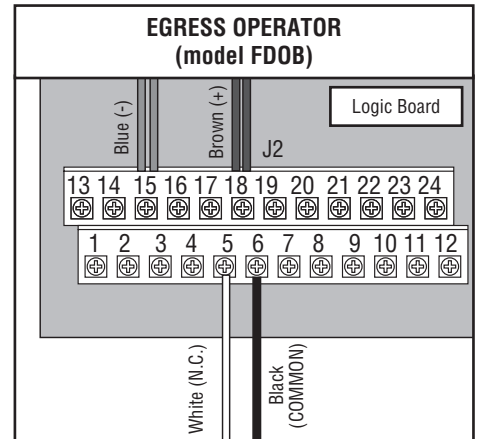 EGRESS OPERATOR
(model FDOB)
Blue (-)
Brown (+)
Logic Board
J2
13 14 15 16 17 18 19 20 21 22 23 24
1 2 3 4 5 6 7 8 9 10 11 12
White (N.C.)
Black
(COMMON)